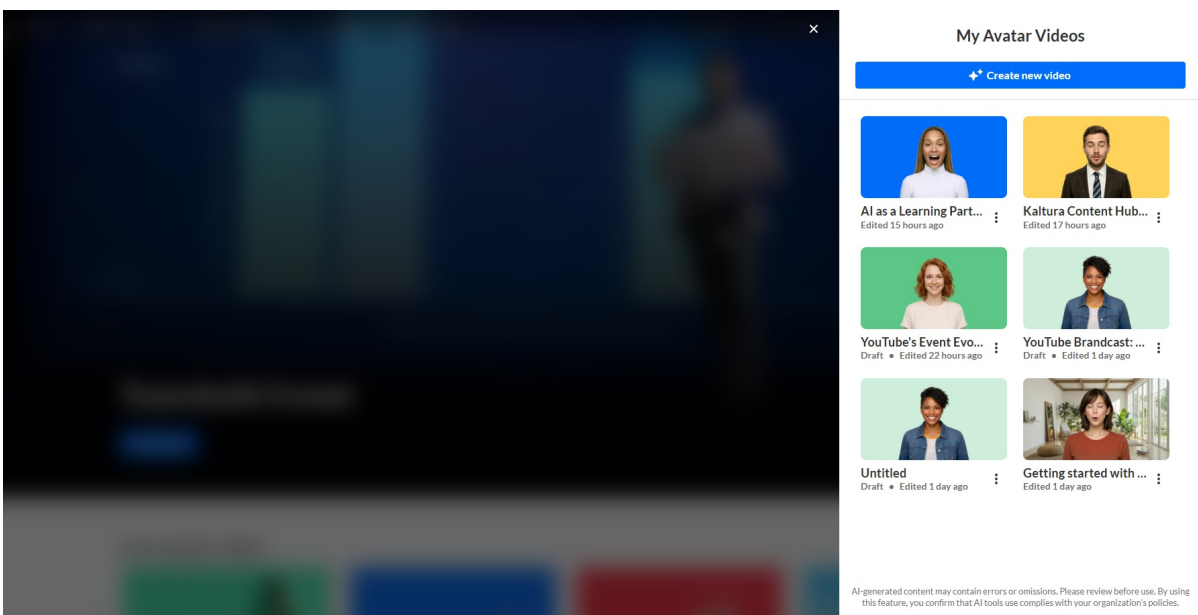 My Avatar Videos
Create new video
AI as a Learning Part...
Edited 15 hours ago
Kaltura Content Hub...
Edited 17 hours ago
YouTube's Event Evo...
Draft • Edited 22 hours ago
YouTube Brandcast: ...
Draft • Edited 1 day ago
Untitled
Draft • Edited 1 day ago
Getting started with ...
Edited 1 day ago
AI-generated content may contain errors or omissions. Please review before use. By using
this feature, you confirm that AI tools use complies with your organization's policies.